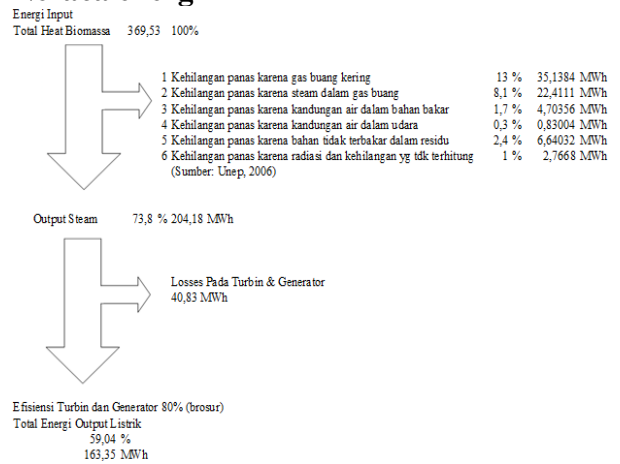 Energi Input
Total Heat Biomassa 369,53 100%
1 Kehilangan panas karena gas buang kering 13 % 35,1384 MWh
2 Kehilangan panas karena steam dalam gas buang 8,1 % 22,4111 MWh
3 Kehilangan panas karena kandungan air dalam bahan bakar 1,7 % 4,70356 MWh
4 Kehilangan panas karena kandungan air dalam udara 0,3 % 0,83004 MWh
5 Kehilangan panas karena bahan tidak terbakar dalam residu 2,4 % 6,64032 MWh
6 Kehilangan panas karena radiasi dan kehilangan yg tdk terhitung 1 % 2,7668 MWh
(Sumber: Unep, 2006)
Output Steam 73,8 % 204,18 MWh
Losses Pada Turbin & Generator
40,83 MWh
Efisiensi Turbin dan Generator 80% (brosur)
Total Energi Output Listrik
59,04 %
163,35 MWh